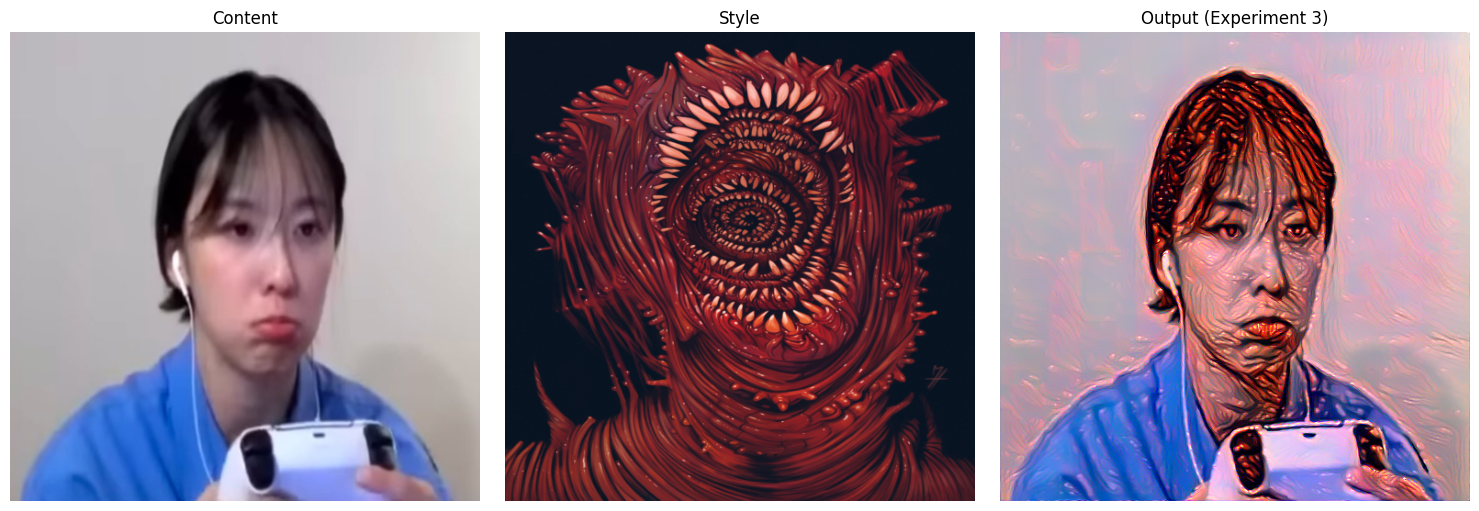 Content
Style
Output (Experiment 3)